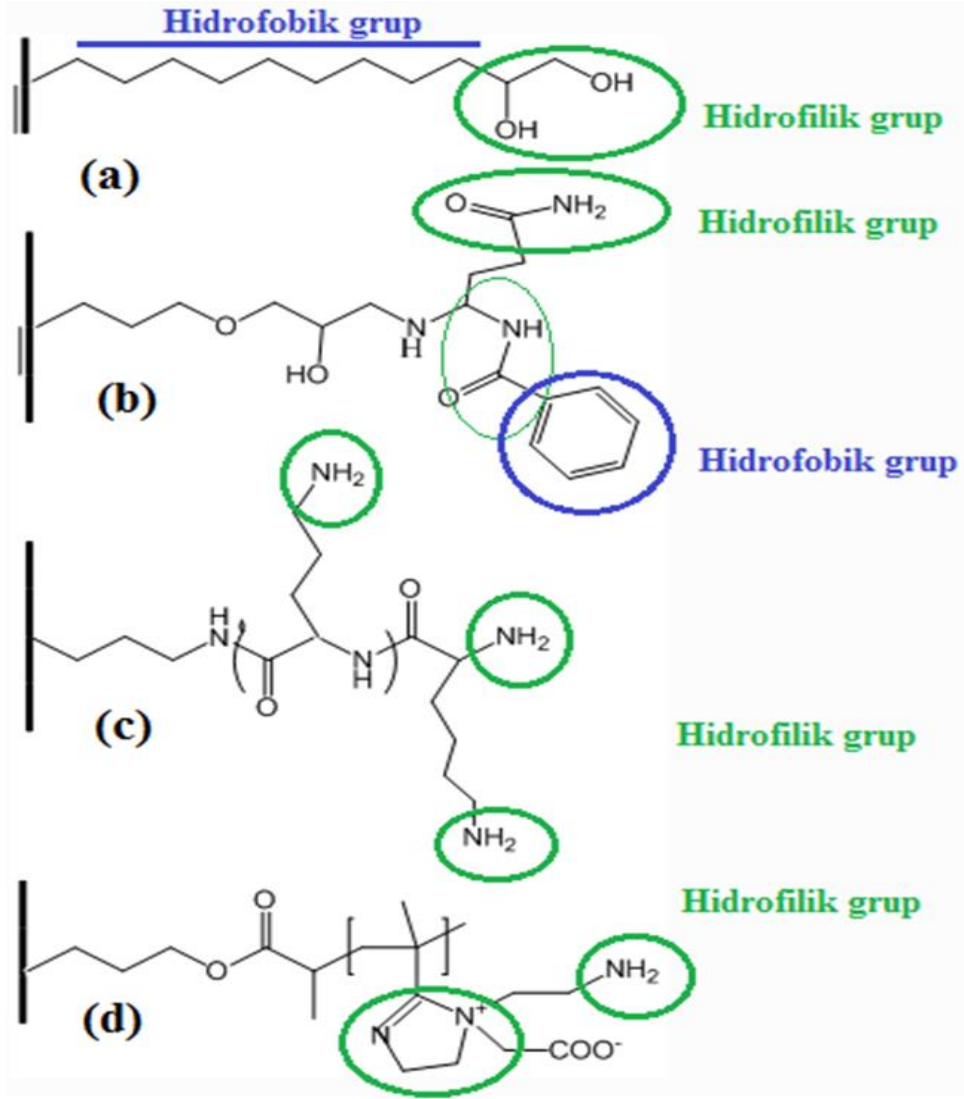 Hidrofobik grup
OH
OH
Hidrofilik grup
(a)
O
NH₂
Hidrofilik grup
O
HO
N
H
NH
O
(b)
Hidrofobik grup
NH₂
H
N
(
O
N
H
)
O
NH₂
(c)
Hidrofilik grup
NH₂
Hidrofilik grup
O
O
[
]
NH₂
N
N⁺
COO⁻
(d)